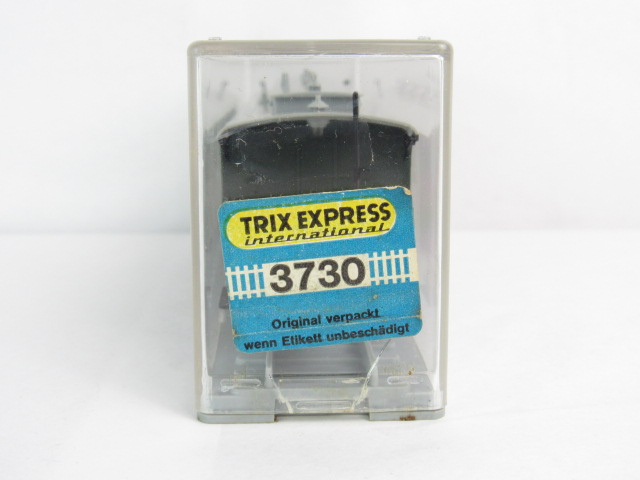 TRIX EXPRESS
international
3730
Original verpackt
wenn Etikett unbeschädigt